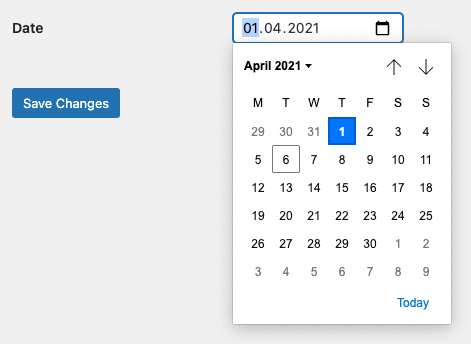 Date 01.04.2021
April 2021
M T W T F S S
29 30 31 1 2 3 4
5 6 7 8 9 10 11
12 13 14 15 16 17 18
19 20 21 22 23 24 25
26 27 28 29 30 1 2
3 4 5 6 7 8 9
Today
Save Changes